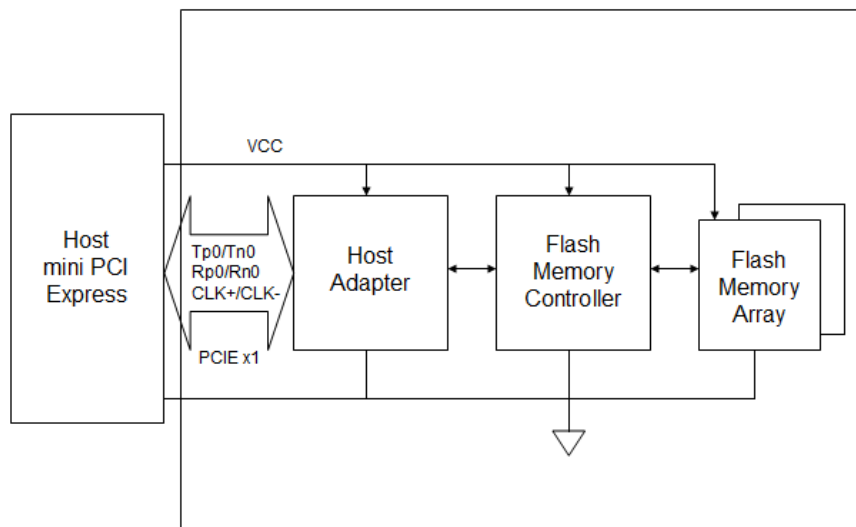 VCC
Host
mini PCI
Express
Tp0/Tn0
Rp0/Rn0
CLK+/CLK-
PCIE x1
Host
Adapter
Flash
Memory
Controller
Flash
Memory
Array